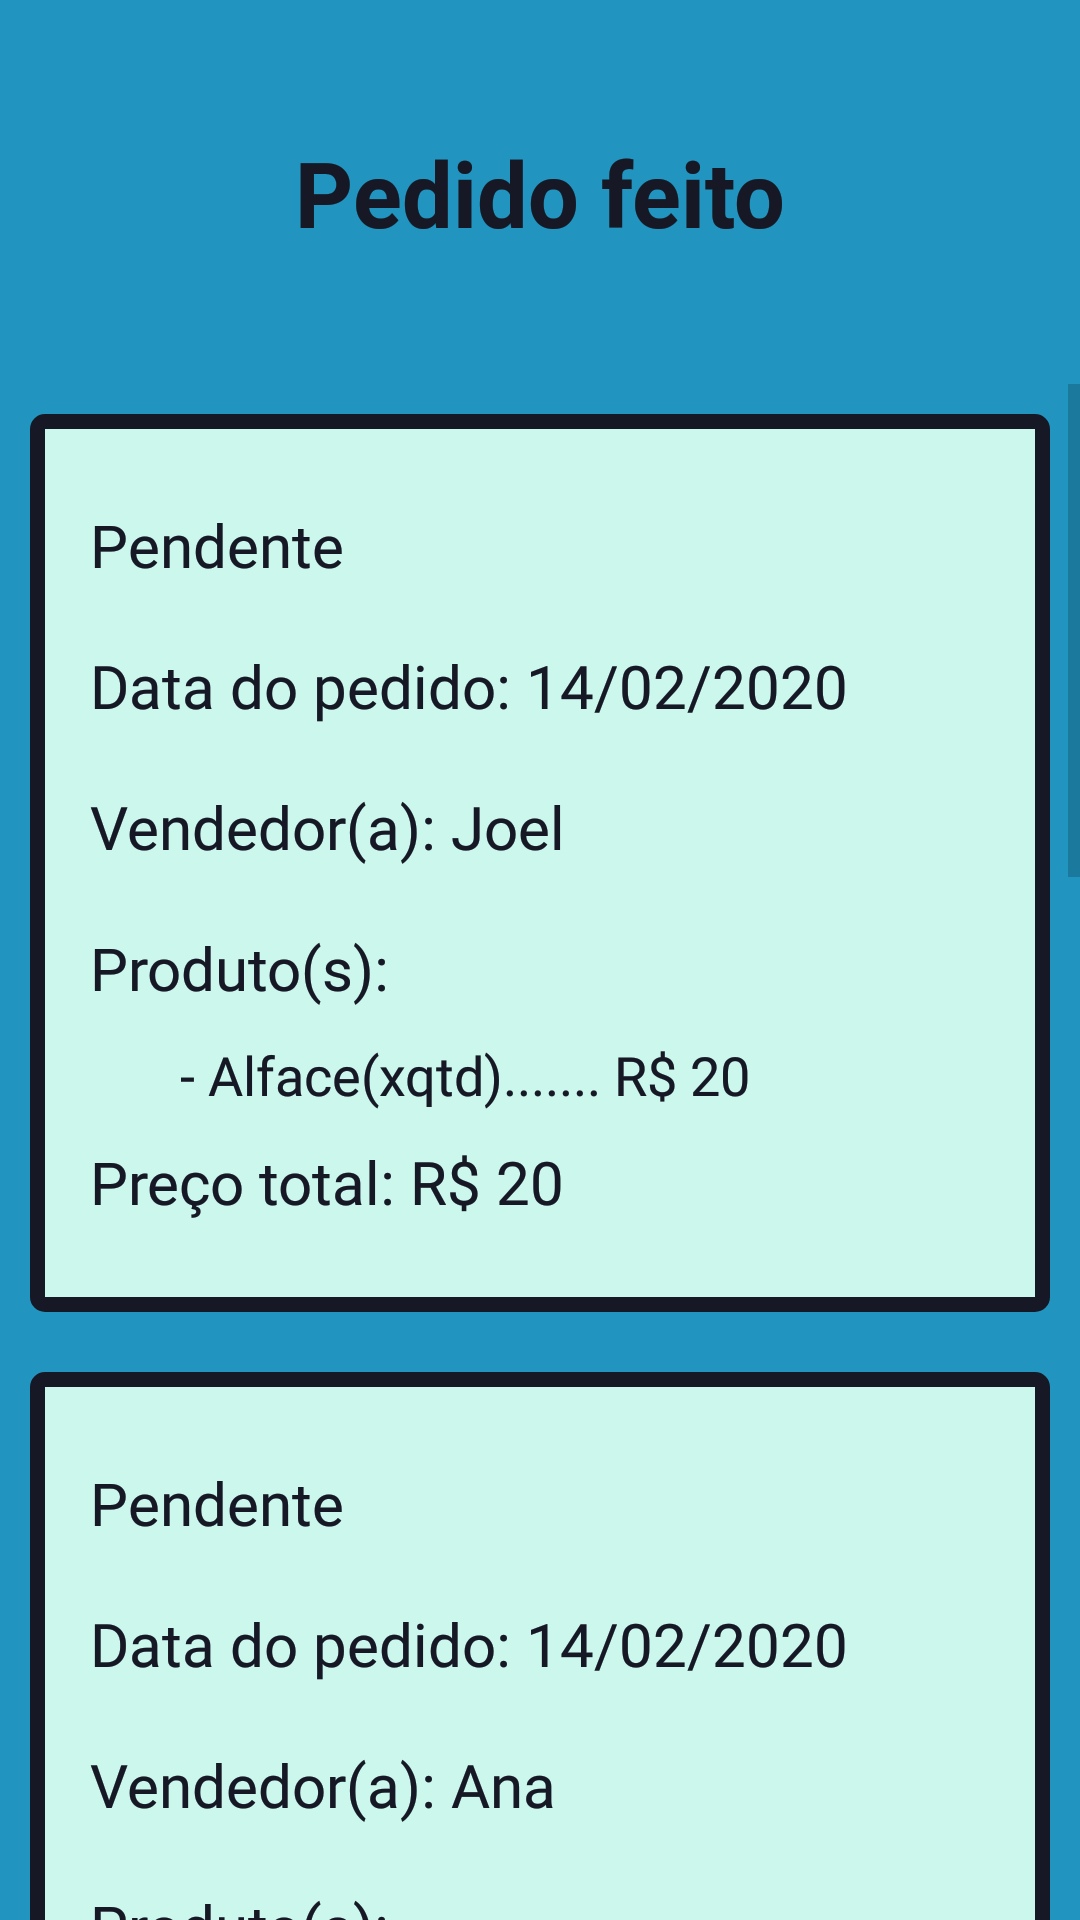 Pedido feito
Pendente
Data do pedido: 14/02/2020
Vendedor(a): Joel
Produto(s):
- Alface(xqtd)....... R$ 20
Preço total: R$ 20
Pendente
Data do pedido: 14/02/2020
Vendedor(a): Ana
Produto(s):